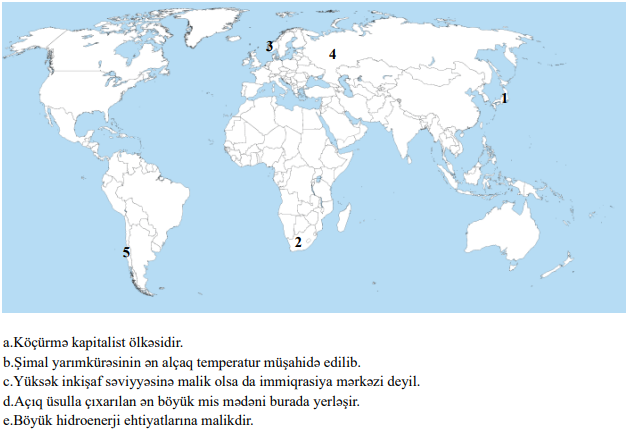 3
4
1
2
5
a.Köçürmə kapitalist ölkəsidir.
b.Şimal yarımkürəsinin ən alçaq temperatur müşahidə edilib.
c.Yüksək inkişaf səviyyəsinə malik olsa da immiqrasiya mərkəzi deyil.
d.Açıq üsulla çıxarılan ən böyük mis mədəni burada yerləşir.
e.Böyük hidroenerji ehtiyatlarına malikdir.